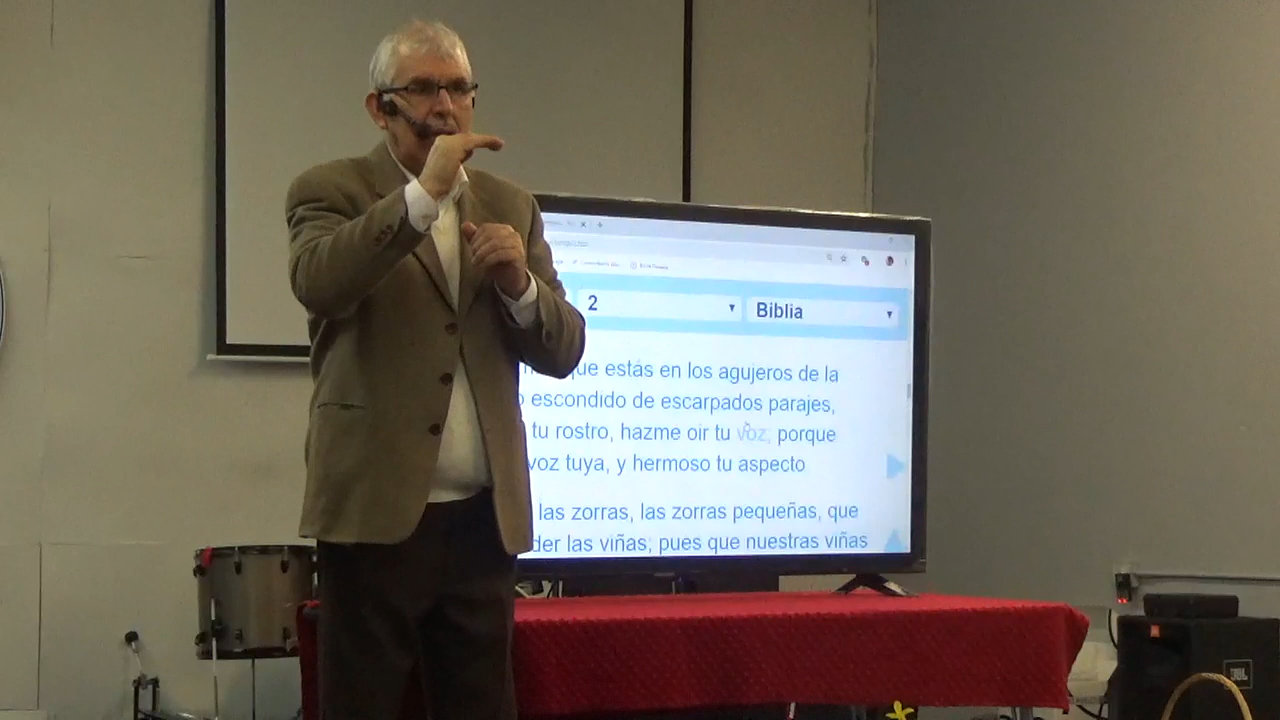 2
Biblia
que estás en los agujeros de la
escondido de escarpados parajes,
tu rostro, hazme oir tu voz; porque
voz tuya, y hermoso tu aspecto
las zorras, las zorras pequeñas, que
der las viñas; pues que nuestras viñas
JBL